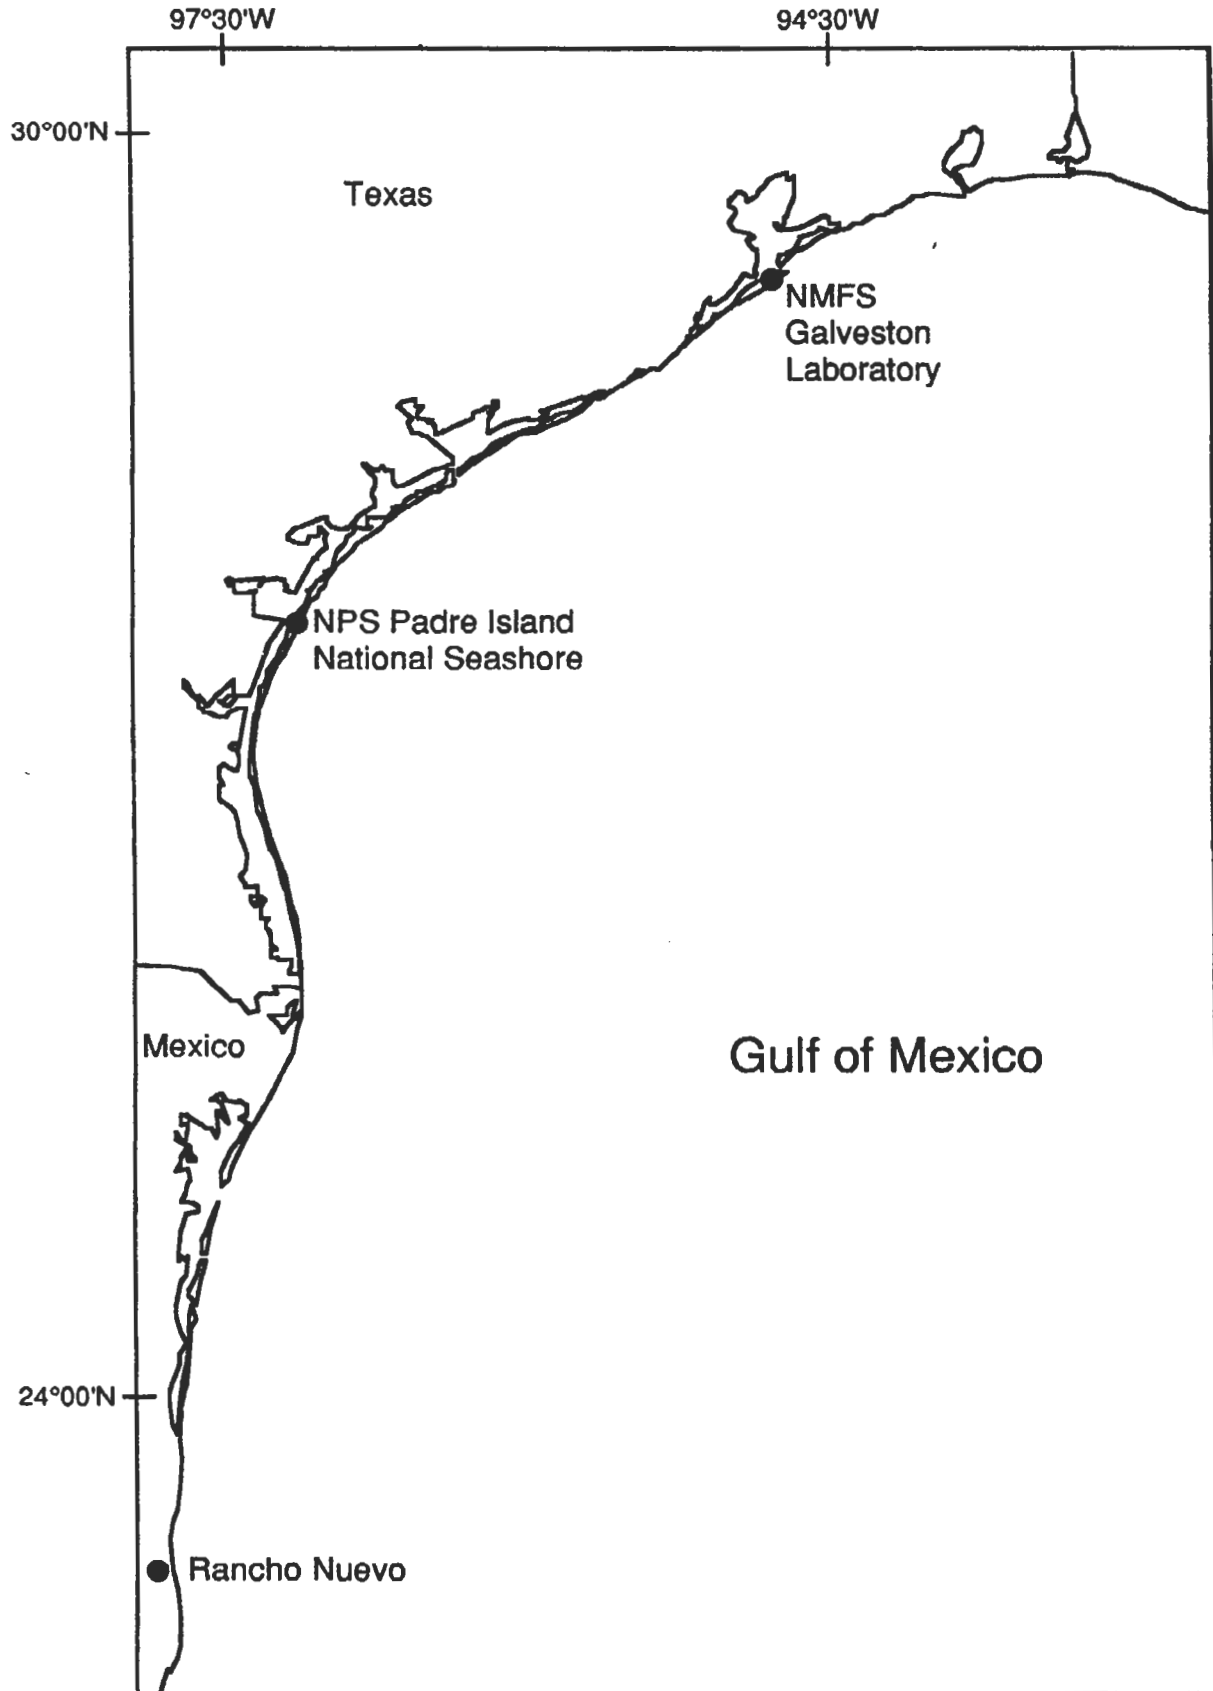 97°30'W
94°30'W
30°00'N
Texas
NMFS
Galveston
Laboratory
NPS Padre Island
National Seashore
Mexico
Gulf of Mexico
24°00'N
Rancho Nuevo